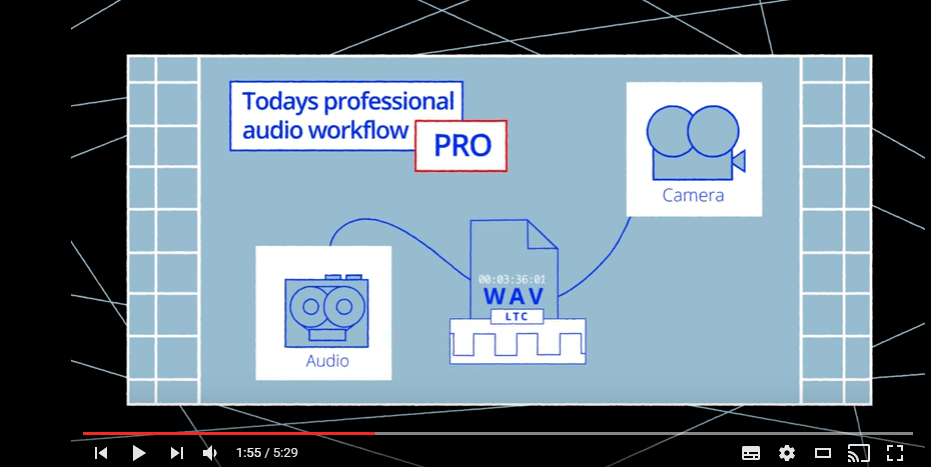 Todays professional
audio workflow
PRO
Camera
00:03:36:01
WAV
LTC
Audio
1:55 / 5:29